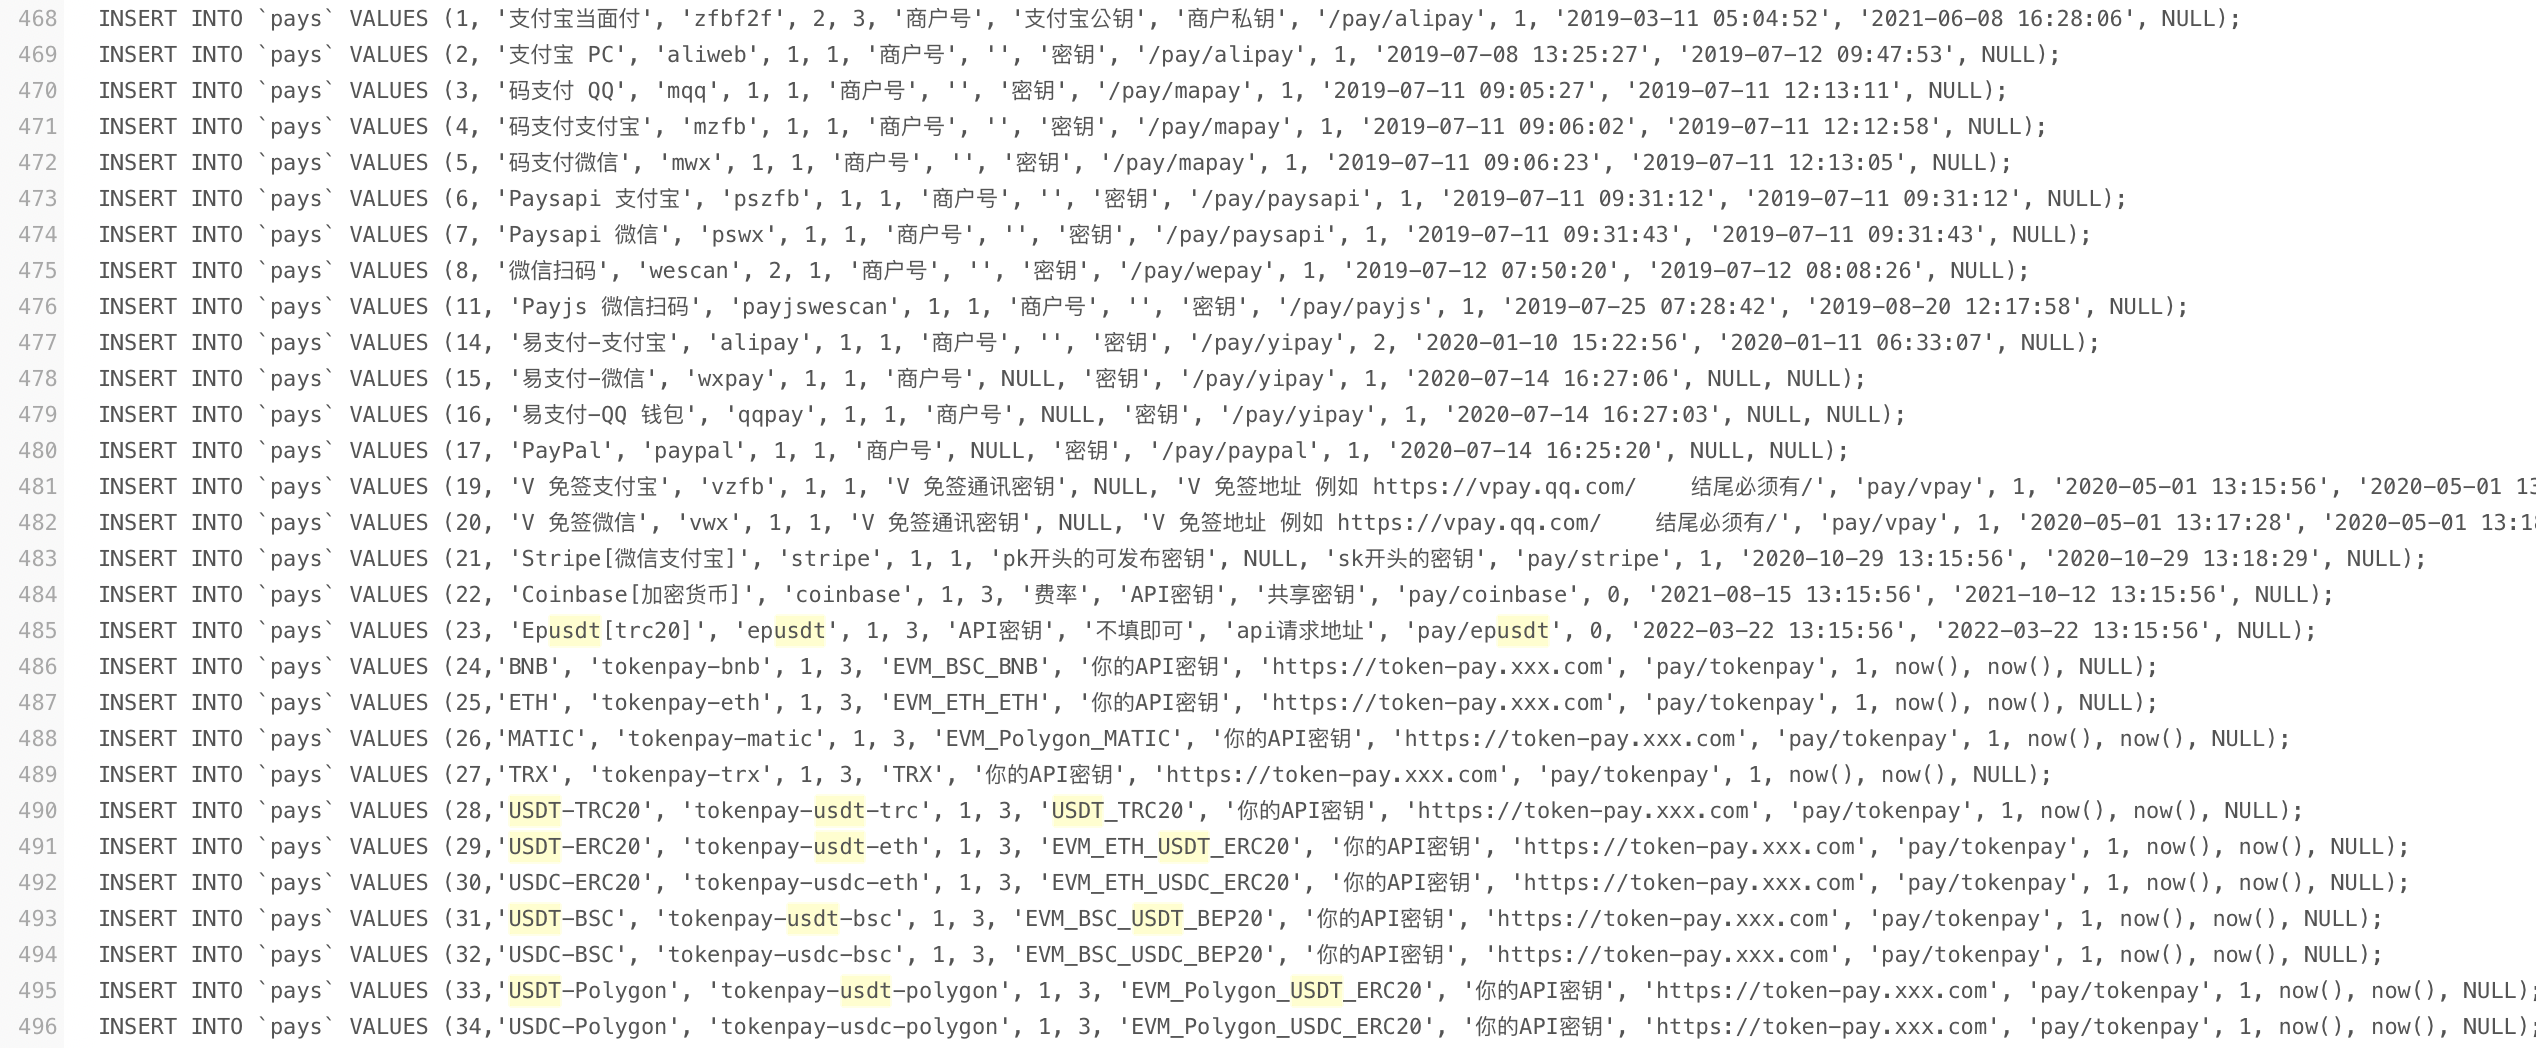 468 INSERT INTO `pays` VALUES (1, '支付宝当面付', 'zfbf2f', 2, 3, '商户号', '支付宝公钥', '商户私钥', '/pay/alipay', 1, '2019-03-11 05:04:52', '2021-06-08 16:28:06', NULL);
469 INSERT INTO `pays` VALUES (2, '支付宝 PC', 'aliweb', 1, 1, '商户号', '', '密钥', '/pay/alipay', 1, '2019-07-08 13:25:27', '2019-07-12 09:47:53', NULL);
470 INSERT INTO `pays` VALUES (3, '码支付 QQ', 'mqq', 1, 1, '商户号', '', '密钥', '/pay/mapay', 1, '2019-07-11 09:05:27', '2019-07-11 12:13:11', NULL);
471 INSERT INTO `pays` VALUES (4, '码支付支付宝', 'mzfb', 1, 1, '商户号', '', '密钥', '/pay/mapay', 1, '2019-07-11 09:06:02', '2019-07-11 12:12:58', NULL);
472 INSERT INTO `pays` VALUES (5, '码支付微信', 'mwx', 1, 1, '商户号', '', '密钥', '/pay/mapay', 1, '2019-07-11 09:06:23', '2019-07-11 12:13:05', NULL);
473 INSERT INTO `pays` VALUES (6, 'Paysapi 支付宝', 'pszfb', 1, 1, '商户号', '', '密钥', '/pay/paysapi', 1, '2019-07-11 09:31:12', '2019-07-11 09:31:12', NULL);
474 INSERT INTO `pays` VALUES (7, 'Paysapi 微信', 'pswx', 1, 1, '商户号', '', '密钥', '/pay/paysapi', 1, '2019-07-11 09:31:43', '2019-07-11 09:31:43', NULL);
475 INSERT INTO `pays` VALUES (8, '微信扫码', 'wescan', 2, 1, '商户号', '', '密钥', '/pay/wepay', 1, '2019-07-12 07:50:20', '2019-07-12 08:08:26', NULL);
476 INSERT INTO `pays` VALUES (11, 'Payjs 微信扫码', 'payjswescan', 1, 1, '商户号', '', '密钥', '/pay/payjs', 1, '2019-07-25 07:28:42', '2019-08-20 12:17:58', NULL);
477 INSERT INTO `pays` VALUES (14, '易支付-支付宝', 'alipay', 1, 1, '商户号', '', '密钥', '/pay/yipay', 2, '2020-01-10 15:22:56', '2020-01-11 06:33:07', NULL);
478 INSERT INTO `pays` VALUES (15, '易支付-微信', 'wxpay', 1, 1, '商户号', NULL, '密钥', '/pay/yipay', 1, '2020-07-14 16:27:06', NULL, NULL);
479 INSERT INTO `pays` VALUES (16, '易支付-QQ 钱包', 'qqpay', 1, 1, '商户号', NULL, '密钥', '/pay/yipay', 1, '2020-07-14 16:27:03', NULL, NULL);
480 INSERT INTO `pays` VALUES (17, 'PayPal', 'paypal', 1, 1, '商户号', NULL, '密钥', '/pay/paypal', 1, '2020-07-14 16:25:20', NULL, NULL);
481 INSERT INTO `pays` VALUES (19, 'V 免签支付宝', 'vzfb', 1, 1, 'V 免签通讯密钥', NULL, 'V 免签地址 例如 https://vpay.qq.com/    结尾必须有/', 'pay/vpay', 1, '2020-05-01 13:15:56', '2020-05-01 13
482 INSERT INTO `pays` VALUES (20, 'V 免签微信', 'vwx', 1, 1, 'V 免签通讯密钥', NULL, 'V 免签地址 例如 https://vpay.qq.com/    结尾必须有/', 'pay/vpay', 1, '2020-05-01 13:17:28', '2020-05-01 13:18
483 INSERT INTO `pays` VALUES (21, 'Stripe[微信支付宝]', 'stripe', 1, 1, 'pk开头的可发布密钥', NULL, 'sk开头的密钥', 'pay/stripe', 1, '2020-10-29 13:15:56', '2020-10-29 13:18:29', NULL);
484 INSERT INTO `pays` VALUES (22, 'Coinbase[加密货币]', 'coinbase', 1, 3, '费率', 'API密钥', '共享密钥', 'pay/coinbase', 0, '2021-08-15 13:15:56', '2021-10-12 13:15:56', NULL);
485 INSERT INTO `pays` VALUES (23, 'Epusdt[trc20]', 'epusdt', 1, 3, 'API密钥', '不填即可', 'api请求地址', 'pay/epusdt', 0, '2022-03-22 13:15:56', '2022-03-22 13:15:56', NULL);
486 INSERT INTO `pays` VALUES (24,'BNB', 'tokenpay-bnb', 1, 3, 'EVM_BSC_BNB', '你的API密钥', 'https://token-pay.xxx.com', 'pay/tokenpay', 1, now(), now(), NULL);
487 INSERT INTO `pays` VALUES (25,'ETH', 'tokenpay-eth', 1, 3, 'EVM_ETH_ETH', '你的API密钥', 'https://token-pay.xxx.com', 'pay/tokenpay', 1, now(), now(), NULL);
488 INSERT INTO `pays` VALUES (26,'MATIC', 'tokenpay-matic', 1, 3, 'EVM_Polygon_MATIC', '你的API密钥', 'https://token-pay.xxx.com', 'pay/tokenpay', 1, now(), now(), NULL);
489 INSERT INTO `pays` VALUES (27,'TRX', 'tokenpay-trx', 1, 3, 'TRX', '你的API密钥', 'https://token-pay.xxx.com', 'pay/tokenpay', 1, now(), now(), NULL);
490 INSERT INTO `pays` VALUES (28,'USDT-TRC20', 'tokenpay-usdt-trc', 1, 3, 'USDT_TRC20', '你的API密钥', 'https://token-pay.xxx.com', 'pay/tokenpay', 1, now(), now(), NULL);
491 INSERT INTO `pays` VALUES (29,'USDT-ERC20', 'tokenpay-usdt-eth', 1, 3, 'EVM_ETH_USDT_ERC20', '你的API密钥', 'https://token-pay.xxx.com', 'pay/tokenpay', 1, now(), now(), NULL);
492 INSERT INTO `pays` VALUES (30,'USDC-ERC20', 'tokenpay-usdc-eth', 1, 3, 'EVM_ETH_USDC_ERC20', '你的API密钥', 'https://token-pay.xxx.com', 'pay/tokenpay', 1, now(), now(), NULL);
493 INSERT INTO `pays` VALUES (31,'USDT-BSC', 'tokenpay-usdt-bsc', 1, 3, 'EVM_BSC_USDT_BEP20', '你的API密钥', 'https://token-pay.xxx.com', 'pay/tokenpay', 1, now(), now(), NULL);
494 INSERT INTO `pays` VALUES (32,'USDC-BSC', 'tokenpay-usdc-bsc', 1, 3, 'EVM_BSC_USDC_BEP20', '你的API密钥', 'https://token-pay.xxx.com', 'pay/tokenpay', 1, now(), now(), NULL);
495 INSERT INTO `pays` VALUES (33,'USDT-Polygon', 'tokenpay-usdt-polygon', 1, 3, 'EVM_Polygon_USDT_ERC20', '你的API密钥', 'https://token-pay.xxx.com', 'pay/tokenpay', 1, now(), now(), NULL);
496 INSERT INTO `pays` VALUES (34,'USDC-Polygon', 'tokenpay-usdc-polygon', 1, 3, 'EVM_Polygon_USDC_ERC20', '你的API密钥', 'https://token-pay.xxx.com', 'pay/tokenpay', 1, now(), now(), NULL);